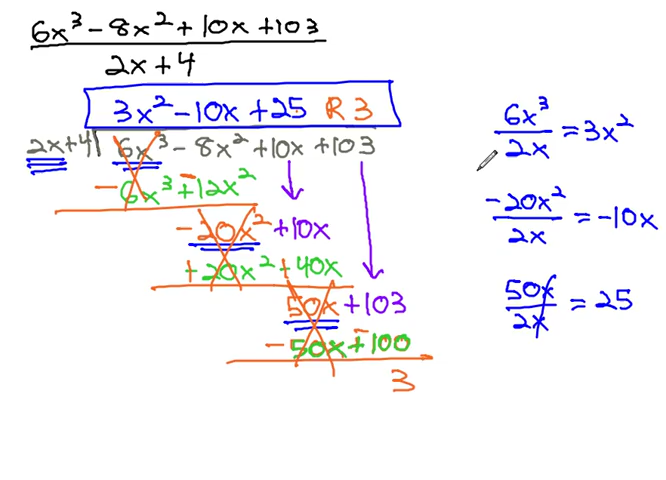 6x³ - 8x² + 10x + 103
2x + 4
3x² - 10x + 25 R 3
2x + 4 6x³ - 8x² + 10x + 103
- 6x³ + 12x²
- 20x² + 10x
+ 20x² + 40x
50x + 103
- 50x + 100
3
6x³
2x
= 3x²
-20x²
2x
= -10x
50x
2x
= 25